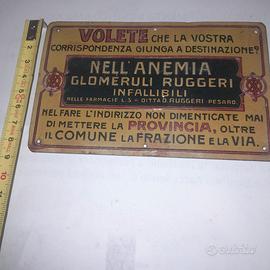 VOLETE CHE LA VOSTRA
CORRISPONDENZA GIUNGA A DESTINAZIONE?
NELL'ANEMIA
GLOMERULI RUGGERI
INFALLIBILI
NELLE FARMACIE L.5 - DITTA O. RUGGERI PESARO.
NEL FARE L'INDIRIZZO NON DIMENTICATE MAI
DI METTERE LA PROVINCIA, OLTRE
IL COMUNE LA FRAZIONE E LA VIA.
subito